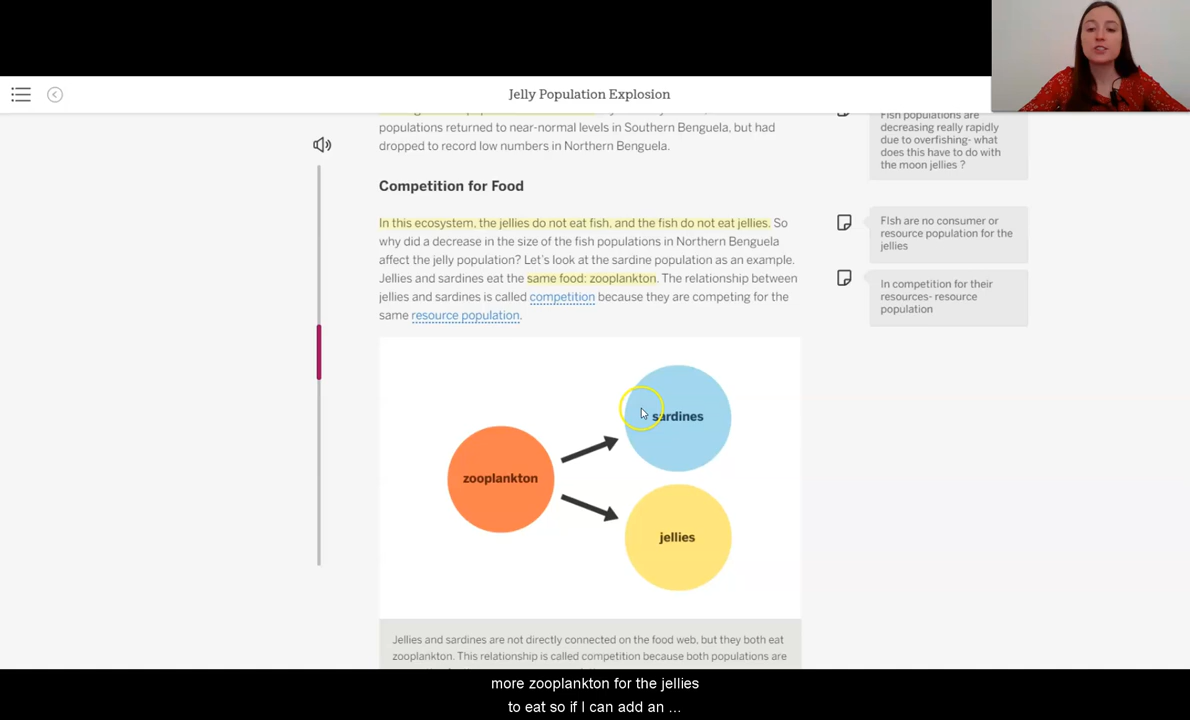 Jelly Population Explosion
populations returned to near-normal levels in Southern Benguela, but had
dropped to record low numbers in Northern Benguela.
Competition for Food
In this ecosystem, the jellies do not eat fish, and the fish do not eat jellies. So
why did a decrease in the size of the fish populations in Northern Benguela
affect the jelly population? Let's look at the sardine population as an example.
Jellies and sardines eat the same food: zooplankton. The relationship between
jellies and sardines is called competition because they are competing for the
same resource population.
Fish populations are
decreasing really rapidly
due to overfishing- what
does this have to do with
the moon jellies ?
FIsh are no consumer or
resource population for the
jellies
In competition for their
resources- resource
population
sardines
zooplankton
jellies
Jellies and sardines are not directly connected on the food web, but they both eat
zooplankton. This relationship is called competition because both populations are
more zooplankton for the jellies
to eat so if I can add an ...